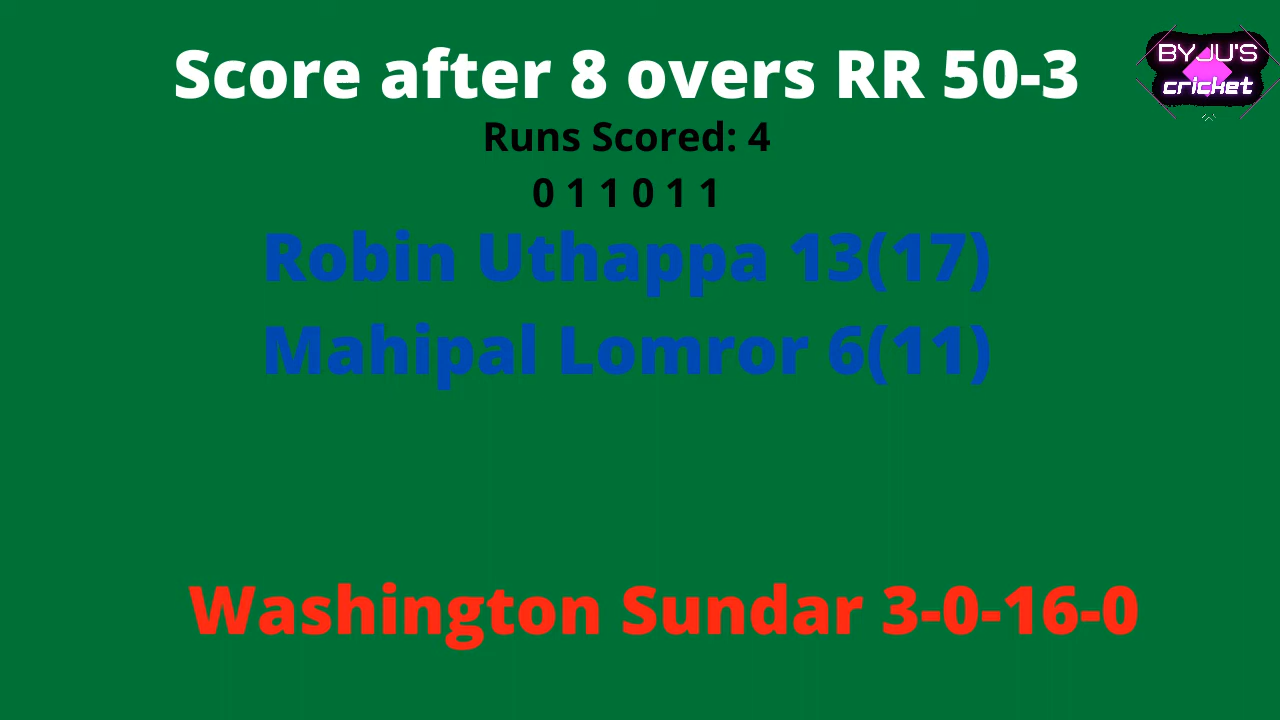 Score after 8 overs RR 50-3
BYJU'S
cricket
Runs Scored: 4
0 1 1 0 1 1
Robin Uthappa 13(17)
Mahipal Lomror 6(11)
Washington Sundar 3-0-16-0